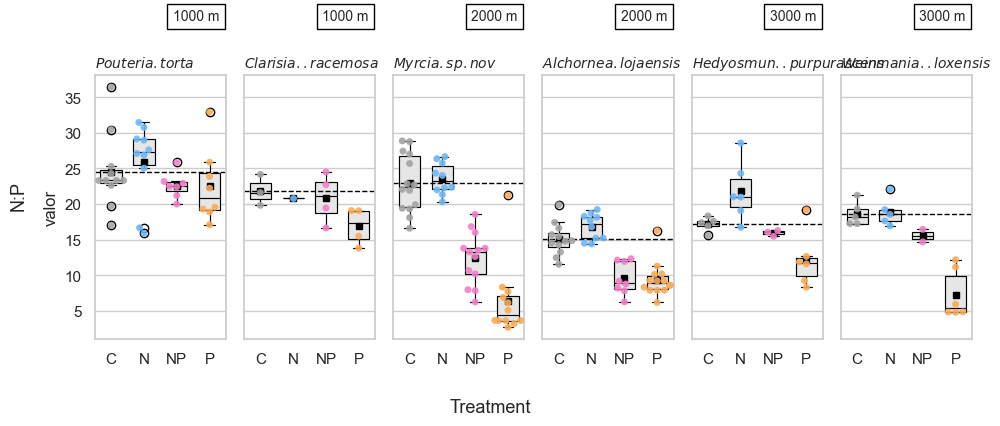 1000 m 1000 m 2000 m 2000 m 3000 m 3000 m
Pouteria.torta Clarisia..racemosa Myrcia.sp.nov Alchornea.lojaensis Hedyosmun..purpurascens Weinmania..loxensis
N:P
valor
35
30
25
20
15
10
5
C N NP P C N NP P C N NP P C N NP P C N NP P C N NP P
Treatment